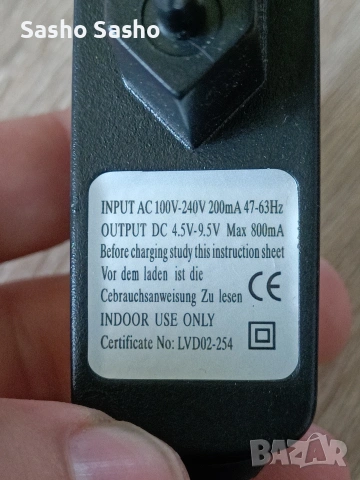 Sasho Sasho
INPUT AC 100V-240V 200mA 47-63Hz
OUTPUT DC 4.5V-9.5V Max 800mA
Before charging study this instruction sheet
Vor dem laden ist die
Cebrauchsanweisung Zu lesen CE
INDOOR USE ONLY
Certificate No: LVD02-254
BAZAR